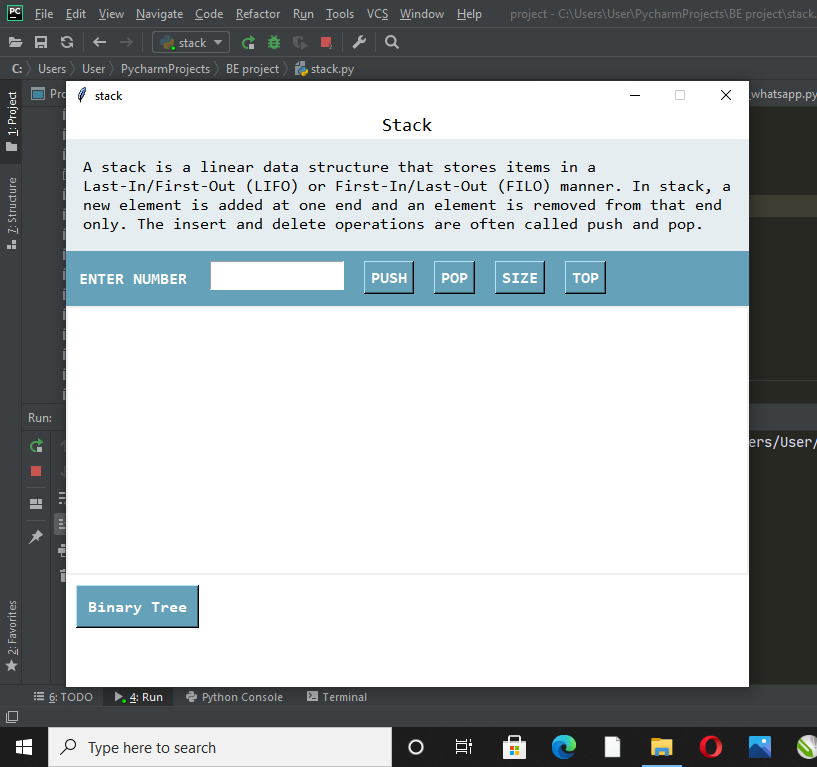 PC File Edit View Navigate Code Refactor Run Tools VCS Window Help project - C:\Users\User\PycharmProjects\BE project\stack.
stack
C: Users User PycharmProjects BE project stack.py
1: Project
Pro
stack
whatsapp.py
Stack
A stack is a linear data structure that stores items in a
Last-In/First-Out (LIFO) or First-In/Last-Out (FILO) manner. In stack, a
new element is added at one end and an element is removed from that end
only. The insert and delete operations are often called push and pop.
7: Structure
ENTER NUMBER PUSH POP SIZE TOP
Run:
ers/User/
Binary Tree
2: Favorites
6: TODO 4: Run Python Console Terminal
Type here to search